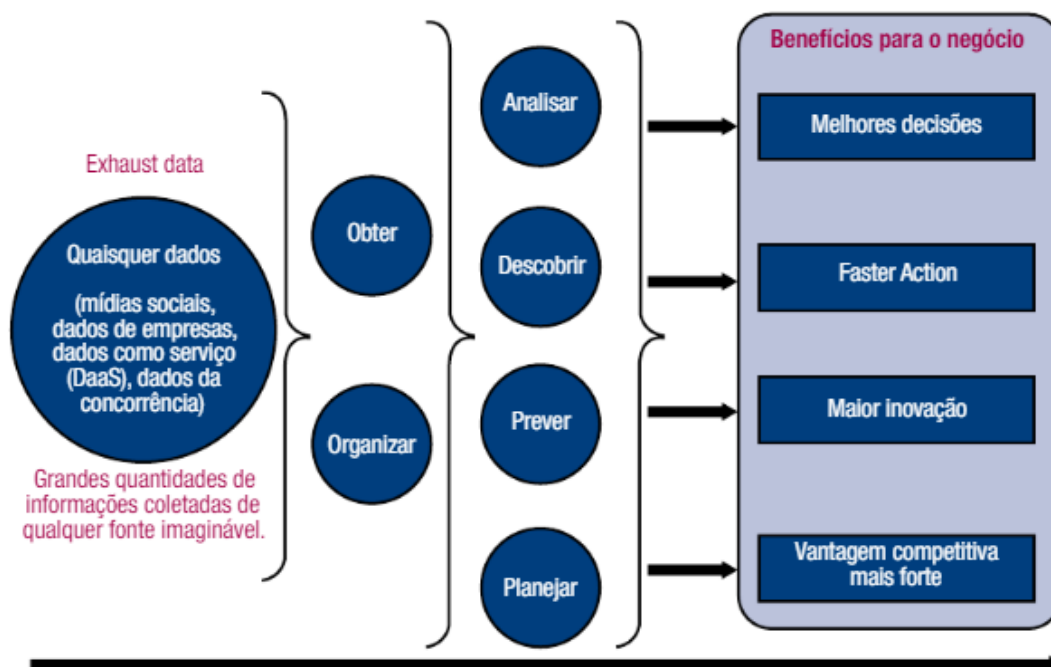 Exhaust data
Quaisquer dados
(mídias sociais,
dados de empresas,
dados como serviço
(DaaS), dados da
concorrência)
Grandes quantidades de
informações coletadas de
qualquer fonte imaginável.
Obter
Organizar
Analisar
Descobrir
Prever
Planejar
Benefícios para o negócio
Melhores decisões
Faster Action
Maior inovação
Vantagem competitiva
mais forte